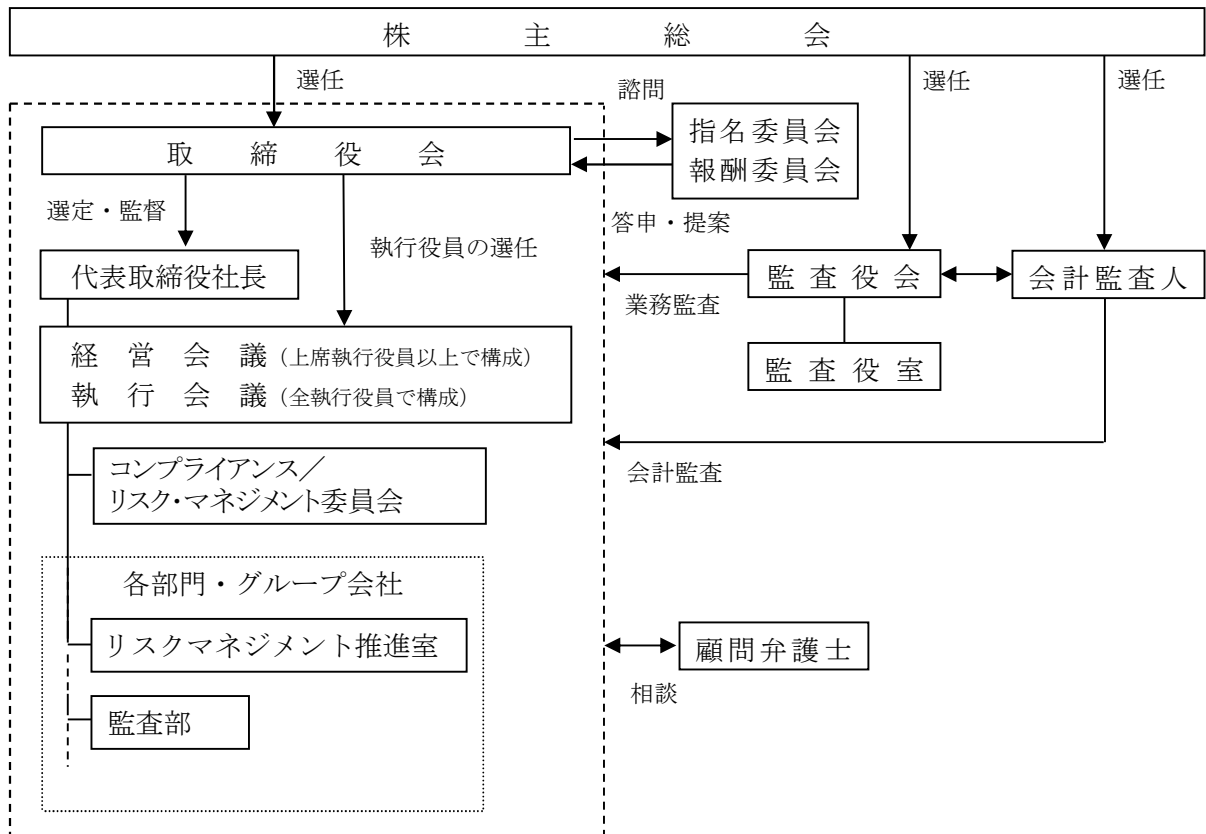 株主総会
選任
選任
選任
諮問
取締役会
指名委員会
報酬委員会
選定・監督
答申・提案
執行役員の選任
代表取締役社長
監査役会
会計監査人
業務監査
経営会議(上席執行役員以上で構成)
執行会議(全執行役員で構成)
監査役室
会計監査
コンプライアンス／
リスク・マネジメント委員会
各部門・グループ会社
リスクマネジメント推進室
顧問弁護士
相談
監査部